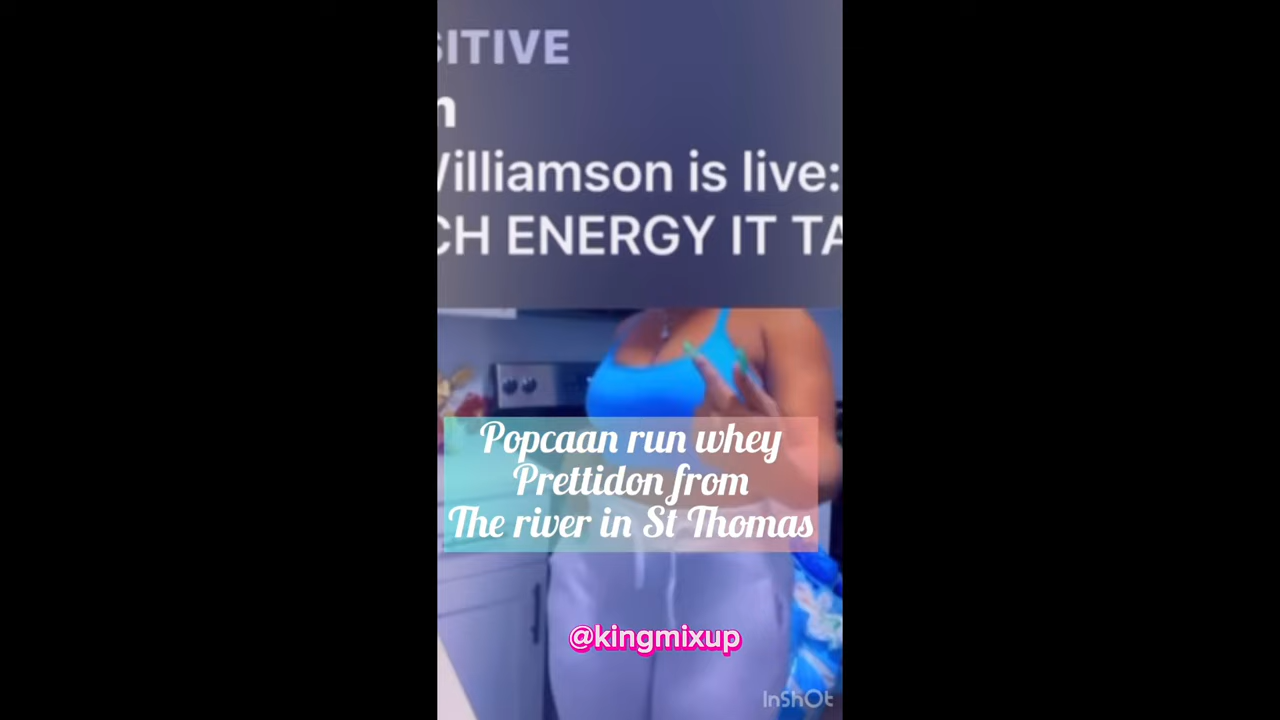 SITIVE
m
Williamson is live:
CH ENERGY IT TA
Popcaan run whey
Prettidon from
The river in St Thomas
@kingmixup
InShOt